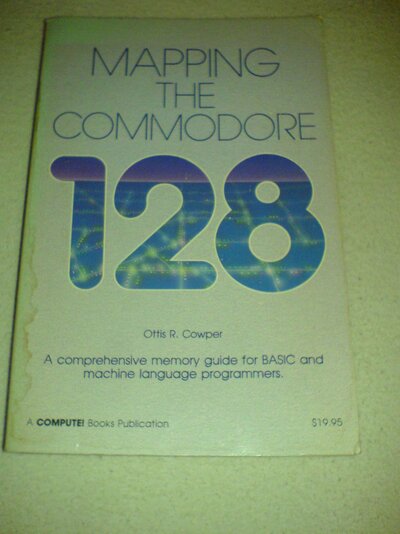 MAPPING
THE
COMMODORE
128
Ottis R. Cowper
A comprehensive memory guide for BASIC and
machine language programmers.
A COMPUTE! Books Publication
$19.95